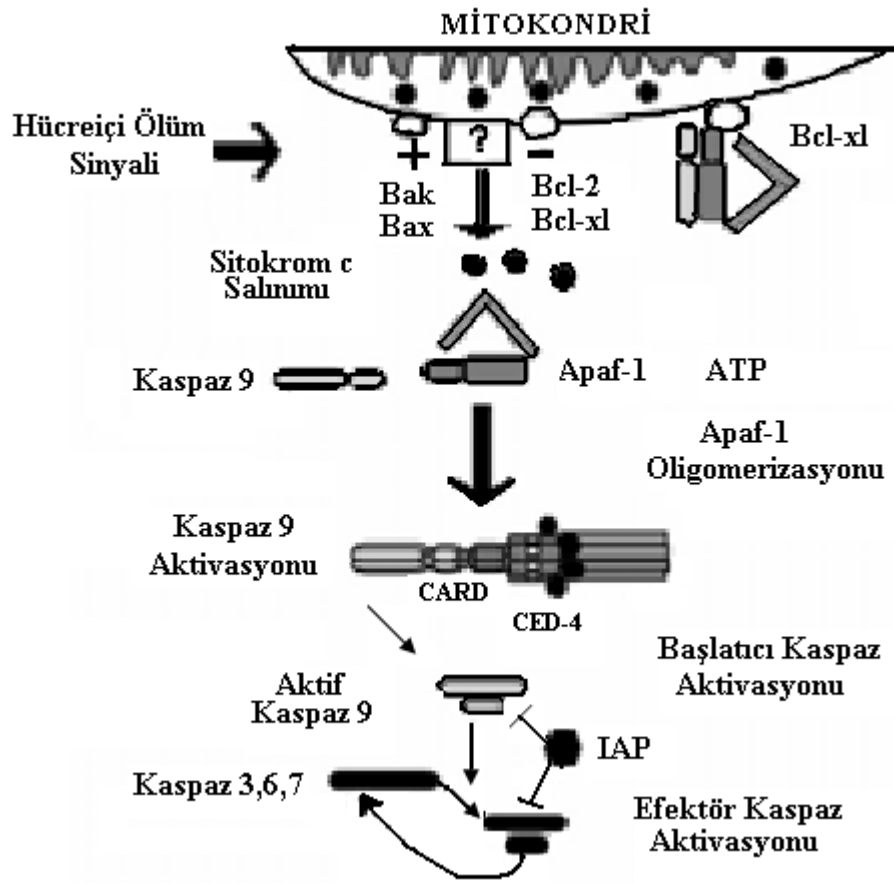 MİTOKONDRİ
Hücreiçi Ölüm
Sinyali
?
+
-
Bak
Bax
Bcl-2
Bcl-xl
Bcl-xl
Sitokrom c
Salınımı
Kaspaz 9
Apaf-1
ATP
Apaf-1
Oligomerizasyonu
Kaspaz 9
Aktivasyonu
CARD
CED-4
Başlatıcı Kaspaz
Aktivasyonu
Aktif
Kaspaz 9
IAP
Kaspaz 3,6,7
Efektör Kaspaz
Aktivasyonu